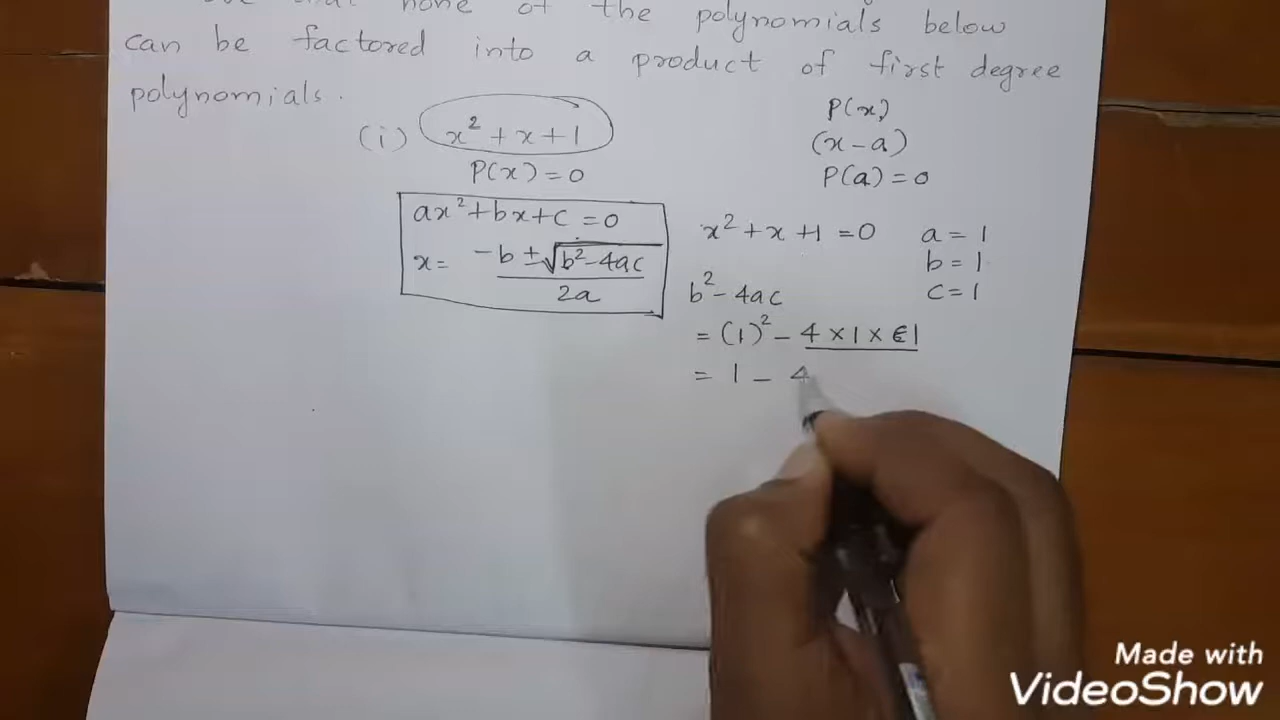 that none of the polynomials below
can be factored into a product of first degree
polynomials.
(i) x² + x + 1
P(x) = 0
ax² + bx + c = 0
x = -b ± √b² - 4ac
2a
P(x)
(x - a)
P(a) = 0
x² + x + 1 = 0
a = 1
b = 1
c = 1
b² - 4ac
= (1)² - 4 × 1 × 1
= 1 - 4
Made with
VideoShow